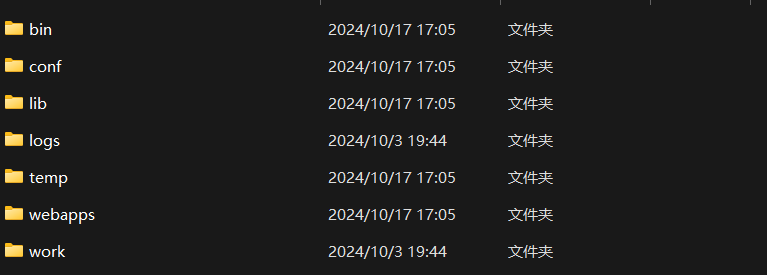 bin 2024/10/17 17:05 文件夹
conf 2024/10/17 17:05 文件夹
lib 2024/10/17 17:05 文件夹
logs 2024/10/3 19:44 文件夹
temp 2024/10/17 17:05 文件夹
webapps 2024/10/17 17:05 文件夹
work 2024/10/3 19:44 文件夹